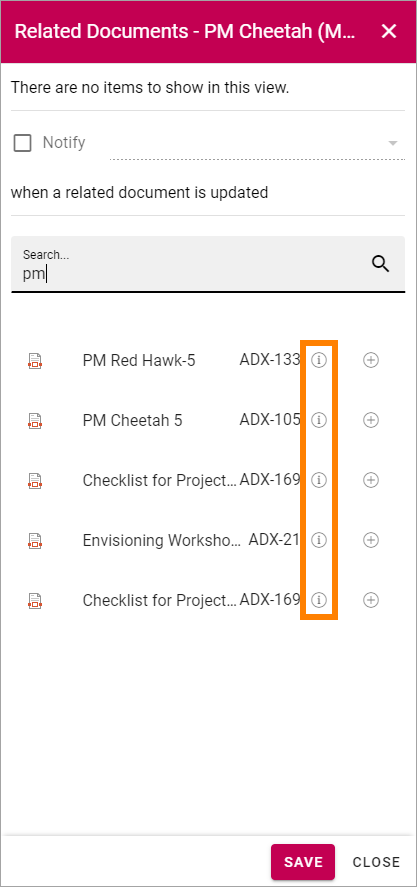 Related Documents - PM Cheetah (M...
There are no items to show in this view.
Notify
when a related document is updated
Search...
pm
PM Red Hawk-5 ADX-133
PM Cheetah 5 ADX-105
Checklist for Project... ADX-169
Envisioning Worksho... ADX-21
Checklist for Project... ADX-169
SAVE CLOSE